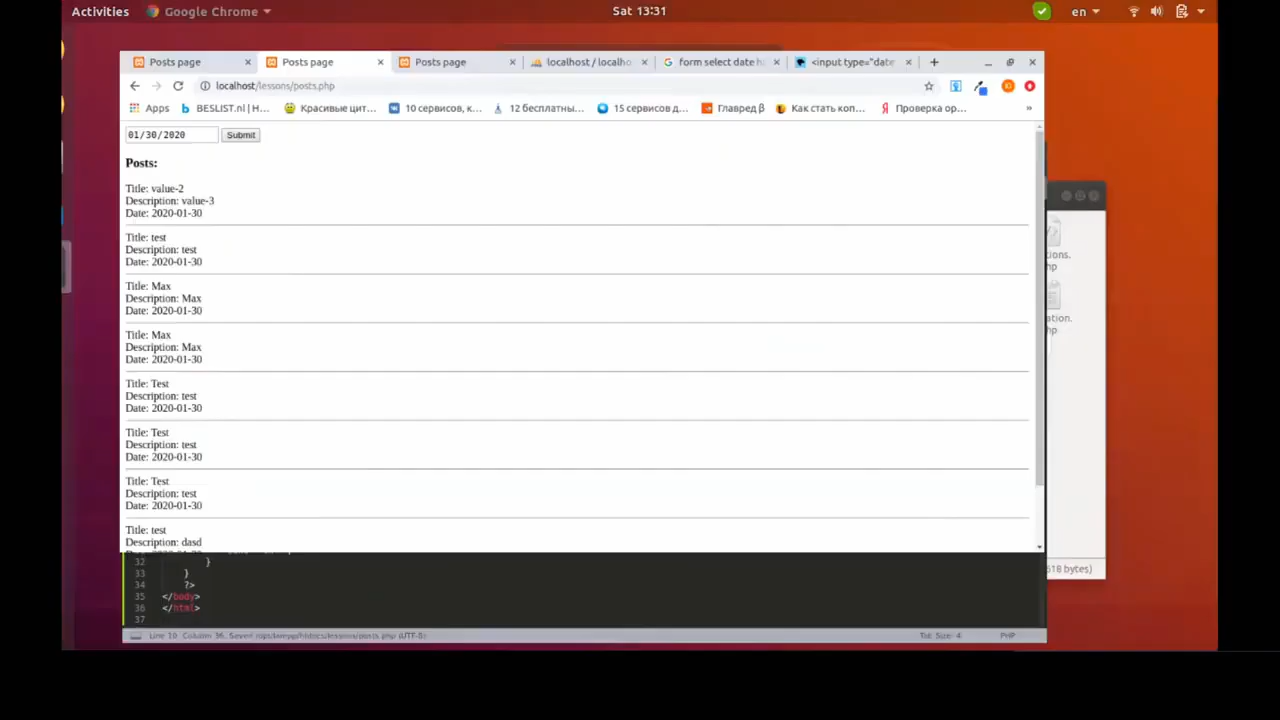 Activities
Google Chrome
Sat 13:31
en
Posts page
Posts page
Posts page
localhost / localho
form select date h
<input type="date
localhost/lessons/posts.php
Apps
BESLIST.nl | Н...
Красивые цит...
10 сервисов, к...
12 бесплатны...
15 сервисов д...
Главред β
Как стать коп...
Проверка ор...
»
01/30/2020
Submit
Posts:
Title: value-2
Description: value-3
Date: 2020-01-30
Title: test
Description: test
Date: 2020-01-30
Title: Max
Description: Max
Date: 2020-01-30
Title: Max
Description: Max
Date: 2020-01-30
Title: Test
Description: test
Date: 2020-01-30
Title: Test
Description: test
Date: 2020-01-30
Title: Test
Description: test
Date: 2020-01-30
Title: test
Description: dasd
32 }
33 }
34 ?>
35 </body>
36 </html>
37
tions.
hp
ation.
php
618 bytes)
PHP